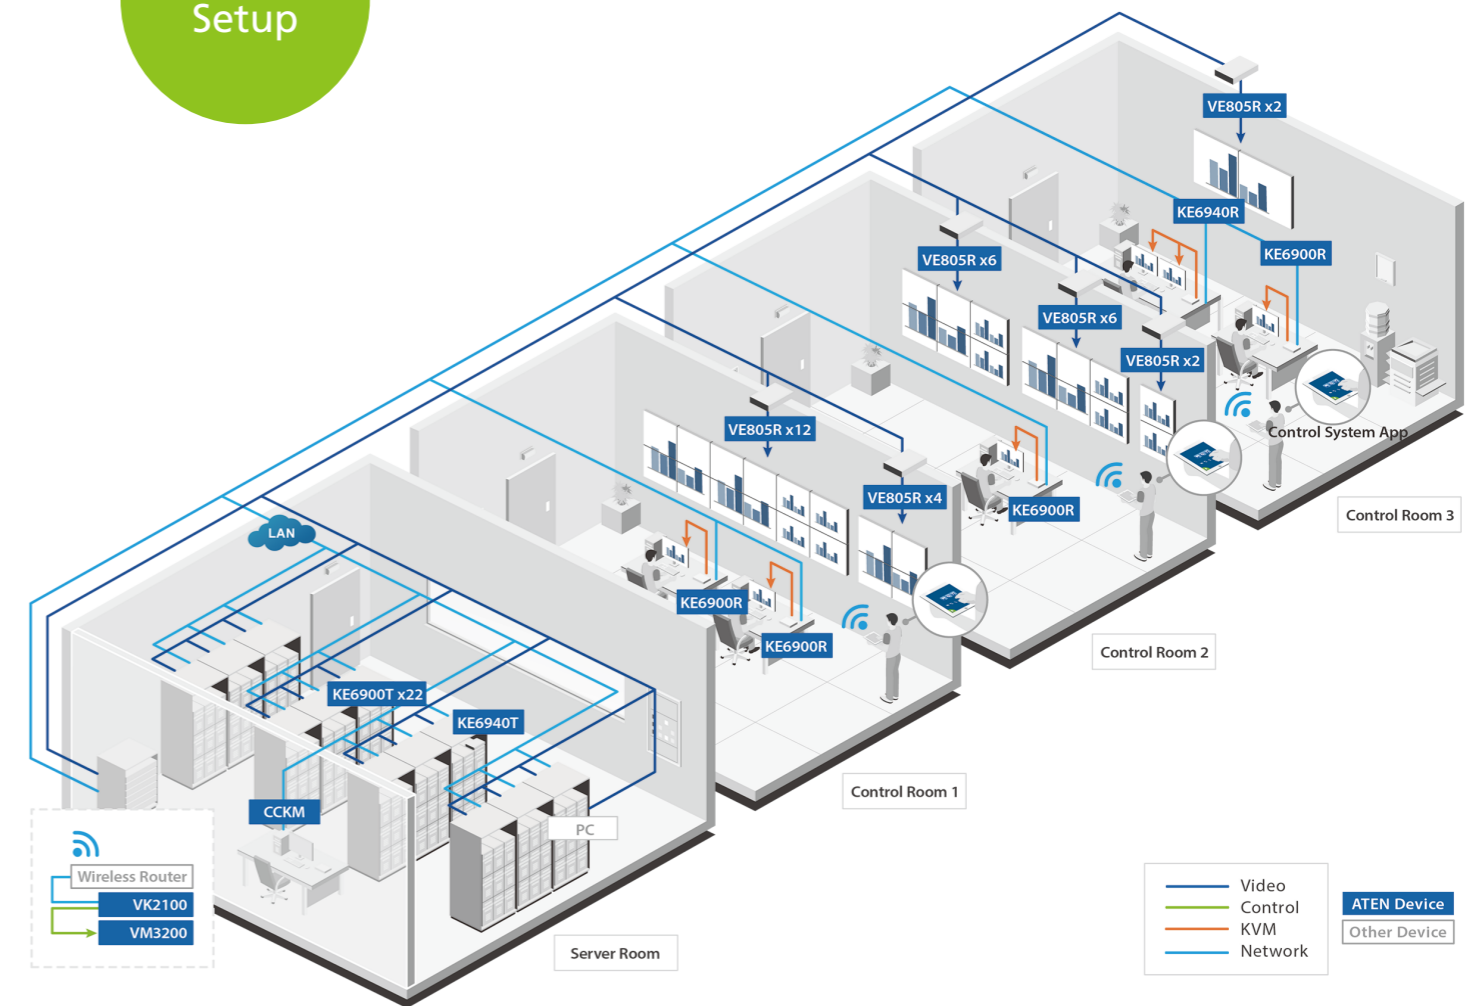 Setup
VE805R x2
KE6940R
KE6900R
VE805R x6
VE805R x6
VE805R x2
Control System App
Control Room 3
VE805R x12
VE805R x4
KE6900R
Control Room 2
LAN
KE6900R
KE6900R
Control Room 1
KE6900T x22
KE6940T
CCKM
PC
Wireless Router
VK2100
VM3200
Server Room
Video
Control
KVM
Network
ATEN Device
Other Device